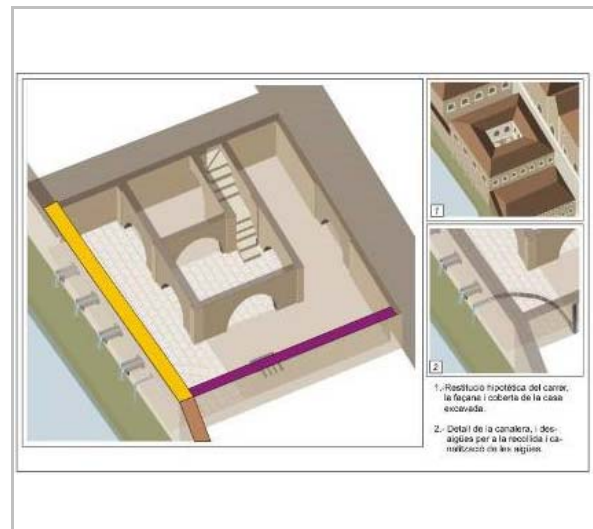 1
2
1.-Restitució hipotètica del carrer,
la façana i coberta de la casa
excavada.
2.- Detall de la canalera, i des-
aigües per a la recollida i ca-
nalització de les aigües.